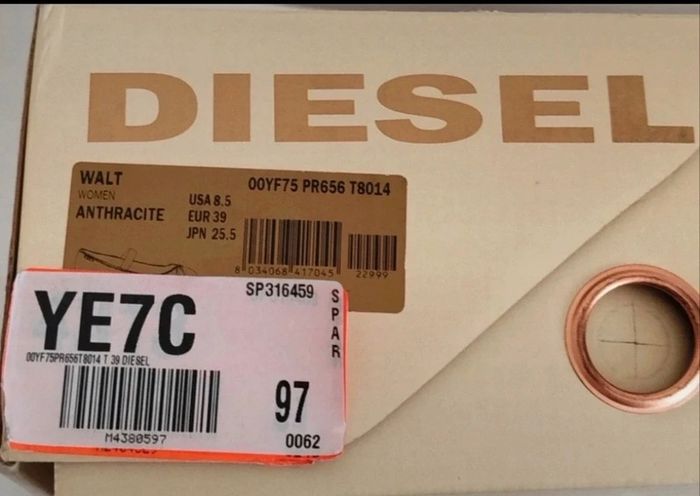 DIESEL
WALT
WOMEN
ANTHRACITE
USA 8.5
EUR 39
JPN 25.5
00YF75 PR656 T8014
8 034068 417045
22999
SP316459
YE7C
SPAR
00YF75PR656T8014 T 39 DIESEL
M4380597
97
0062